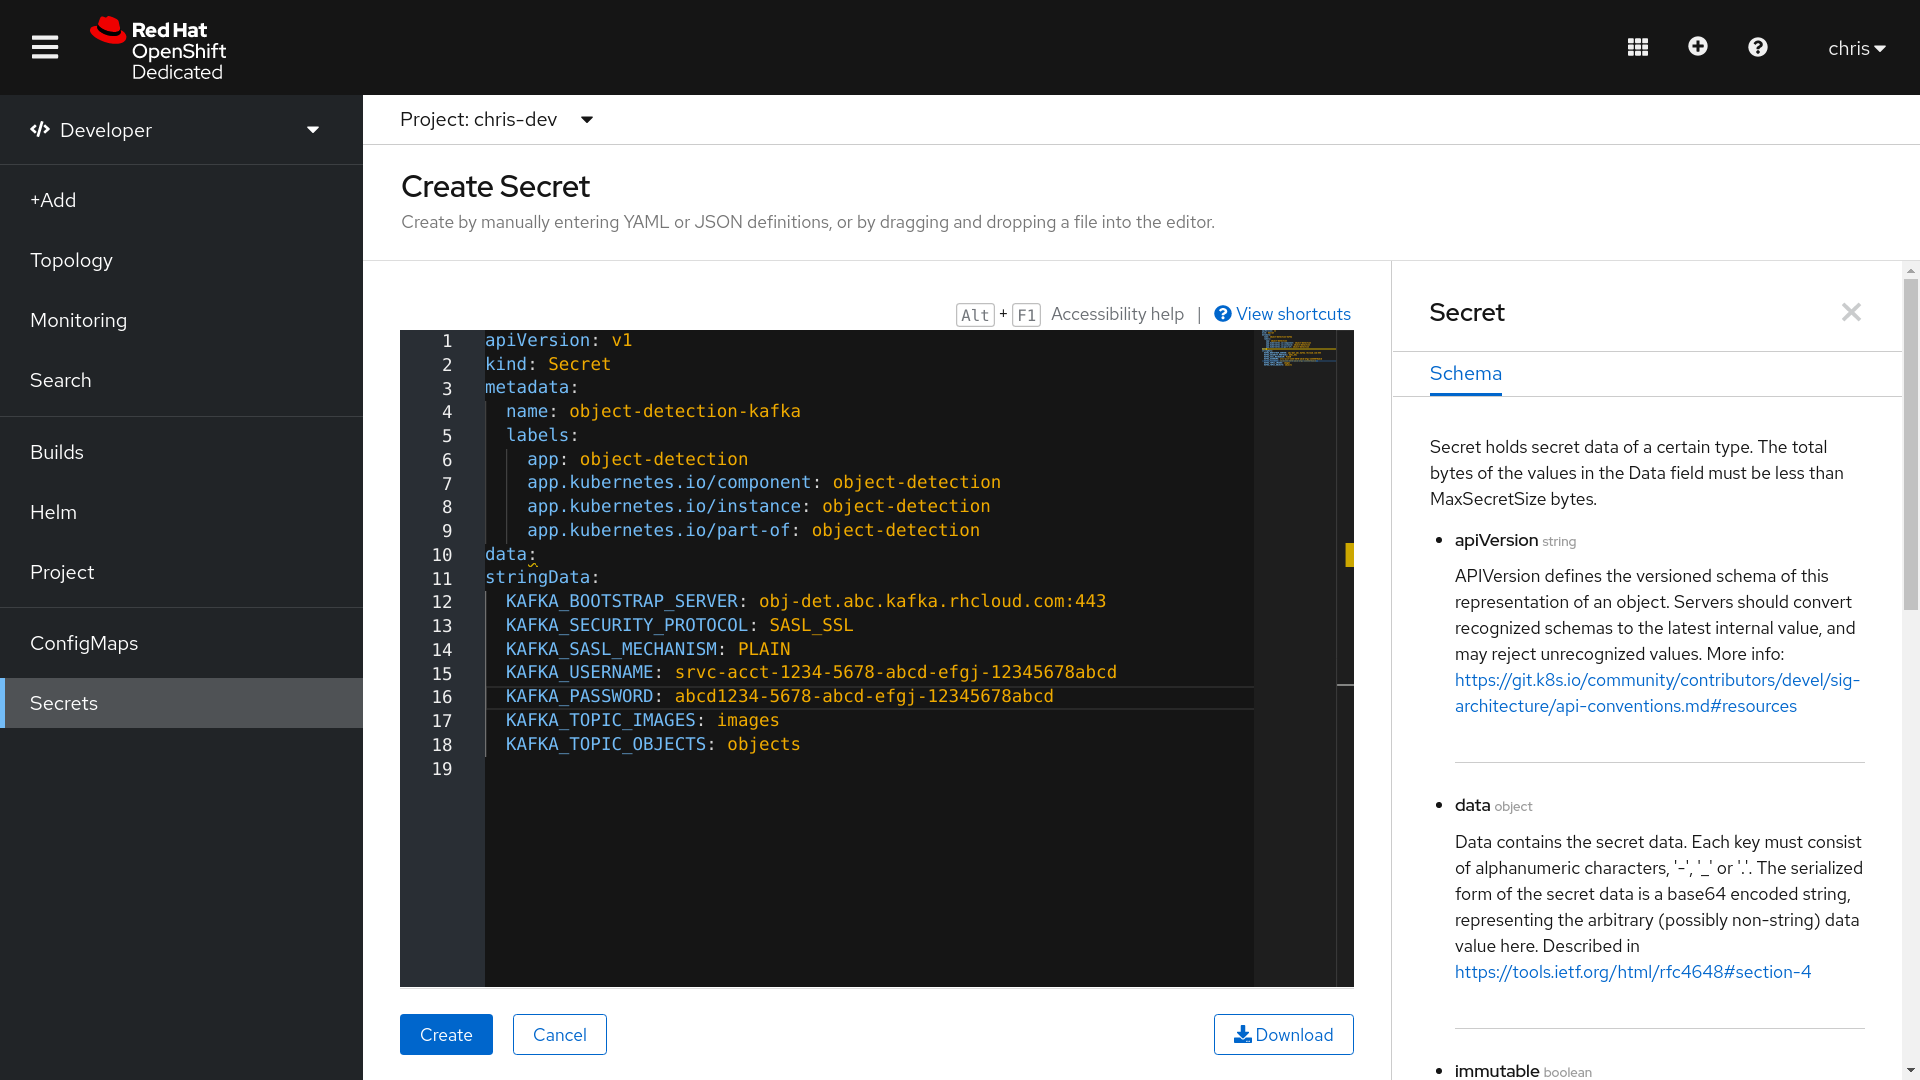 Red Hat
OpenShift
Dedicated
chris
Developer
+Add
Topology
Monitoring
Search
Builds
Helm
Project
ConfigMaps
Secrets
Project: chris-dev
Create Secret
Create by manually entering YAML or JSON definitions, or by dragging and dropping a file into the editor.
Alt + F1 Accessibility help | View shortcuts
1 apiVersion: v1
2 kind: Secret
3 metadata:
4 name: object-detection-kafka
5 labels:
6 app: object-detection
7 app.kubernetes.io/component: object-detection
8 app.kubernetes.io/instance: object-detection
9 app.kubernetes.io/part-of: object-detection
10 data:
11 stringData:
12 KAFKA_BOOTSTRAP_SERVER: obj-det.abc.kafka.rhcloud.com:443
13 KAFKA_SECURITY_PROTOCOL: SASL_SSL
14 KAFKA_SASL_MECHANISM: PLAIN
15 KAFKA_USERNAME: srvc-acct-1234-5678-abcd-efgj-12345678abcd
16 KAFKA_PASSWORD: abcd1234-5678-abcd-efgj-12345678abcd
17 KAFKA_TOPIC_IMAGES: images
18 KAFKA_TOPIC_OBJECTS: objects
19
Create
Cancel
Download
Secret
Schema
Secret holds secret data of a certain type. The total
bytes of the values in the Data field must be less than
MaxSecretSize bytes.
• apiVersion string
APIVersion defines the versioned schema of this
representation of an object. Servers should convert
recognized schemas to the latest internal value, and
may reject unrecognized values. More info:
https://git.k8s.io/community/contributors/devel/sig-
architecture/api-conventions.md#resources
• data object
Data contains the secret data. Each key must consist
of alphanumeric characters, '-', '_' or '.'. The serialized
form of the secret data is a base64 encoded string,
representing the arbitrary (possibly non-string) data
value here. Described in
https://tools.ietf.org/html/rfc4648#section-4
• immutable boolean